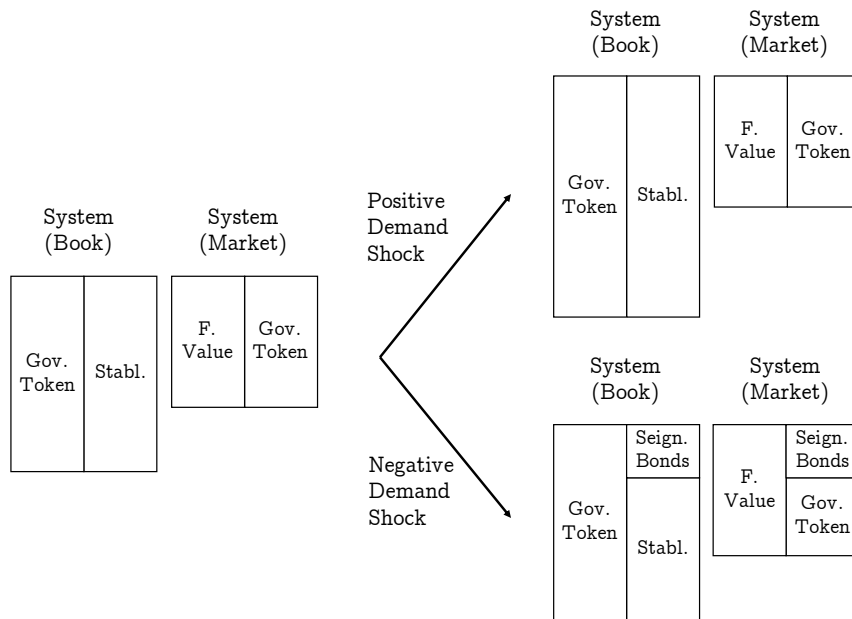 System
(Book)
System
(Market)
Gov.
Token
Stabl.
F.
Value
Gov.
Token
Positive
Demand
Shock
Negative
Demand
Shock
System
(Book)
System
(Market)
Gov.
Token
Stabl.
F.
Value
Gov.
Token
System
(Book)
System
(Market)
Gov.
Token
Seign.
Bonds
Stabl.
F.
Value
Seign.
Bonds
Gov.
Token